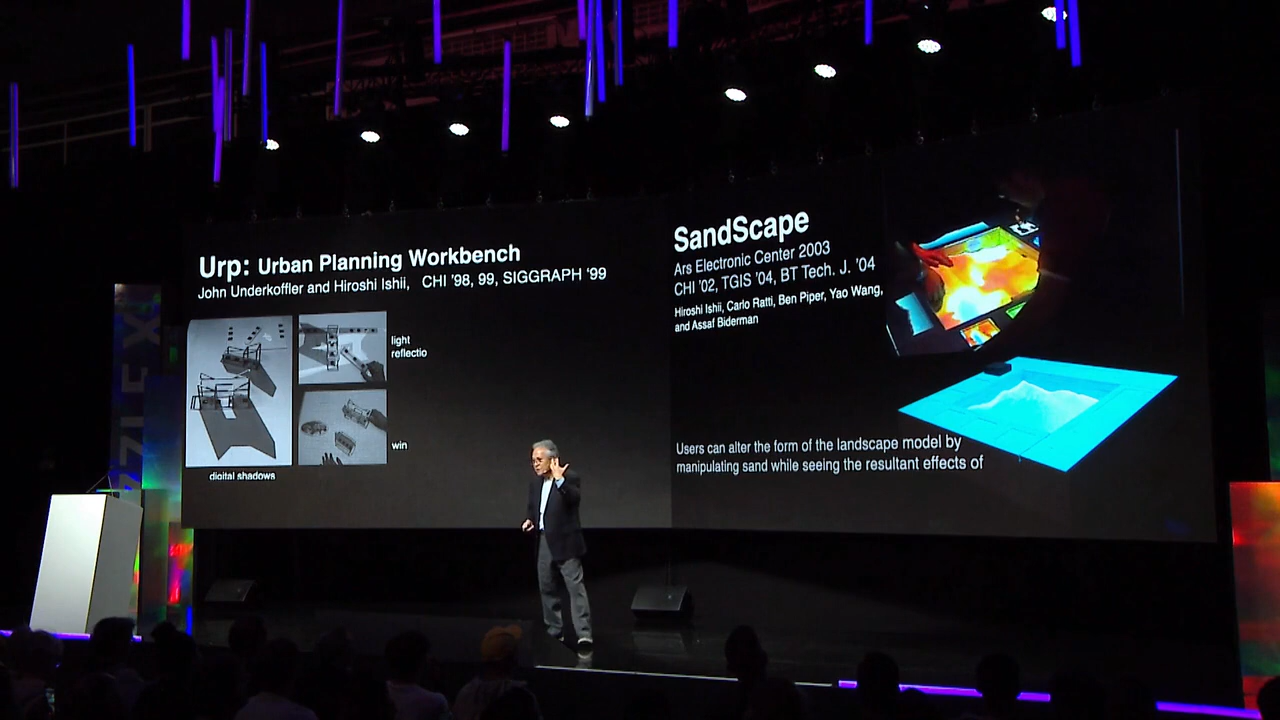 Urp: Urban Planning Workbench
John Underkoffler and Hiroshi Ishii, CHI '98, 99, SIGGRAPH '99
light
reflectio
win
digital shadows
SandScape
Ars Electronic Center 2003
CHI '02, TGIS '04, BT Tech. J. '04
Hiroshi Ishii, Carlo Ratti, Ben Piper, Yao Wang,
and Assaf Biderman
Users can alter the form of the landscape model by
manipulating sand while seeing the resultant effects of